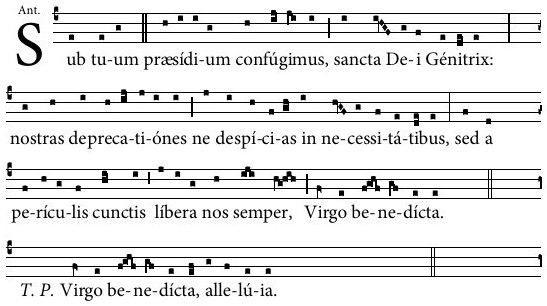 Ant.
Sub tu-um præsídi-um confúgimus, sancta De-i Génitrix:
nostras depreca-ti-ónes ne despí-ci-as in ne-cessi-tá-tibus, sed a
pe-rícu-lis cunctis líbera nos semper, Virgo be-ne-dícta.
T. P. Virgo be-ne-dícta, alle-lú-ia.